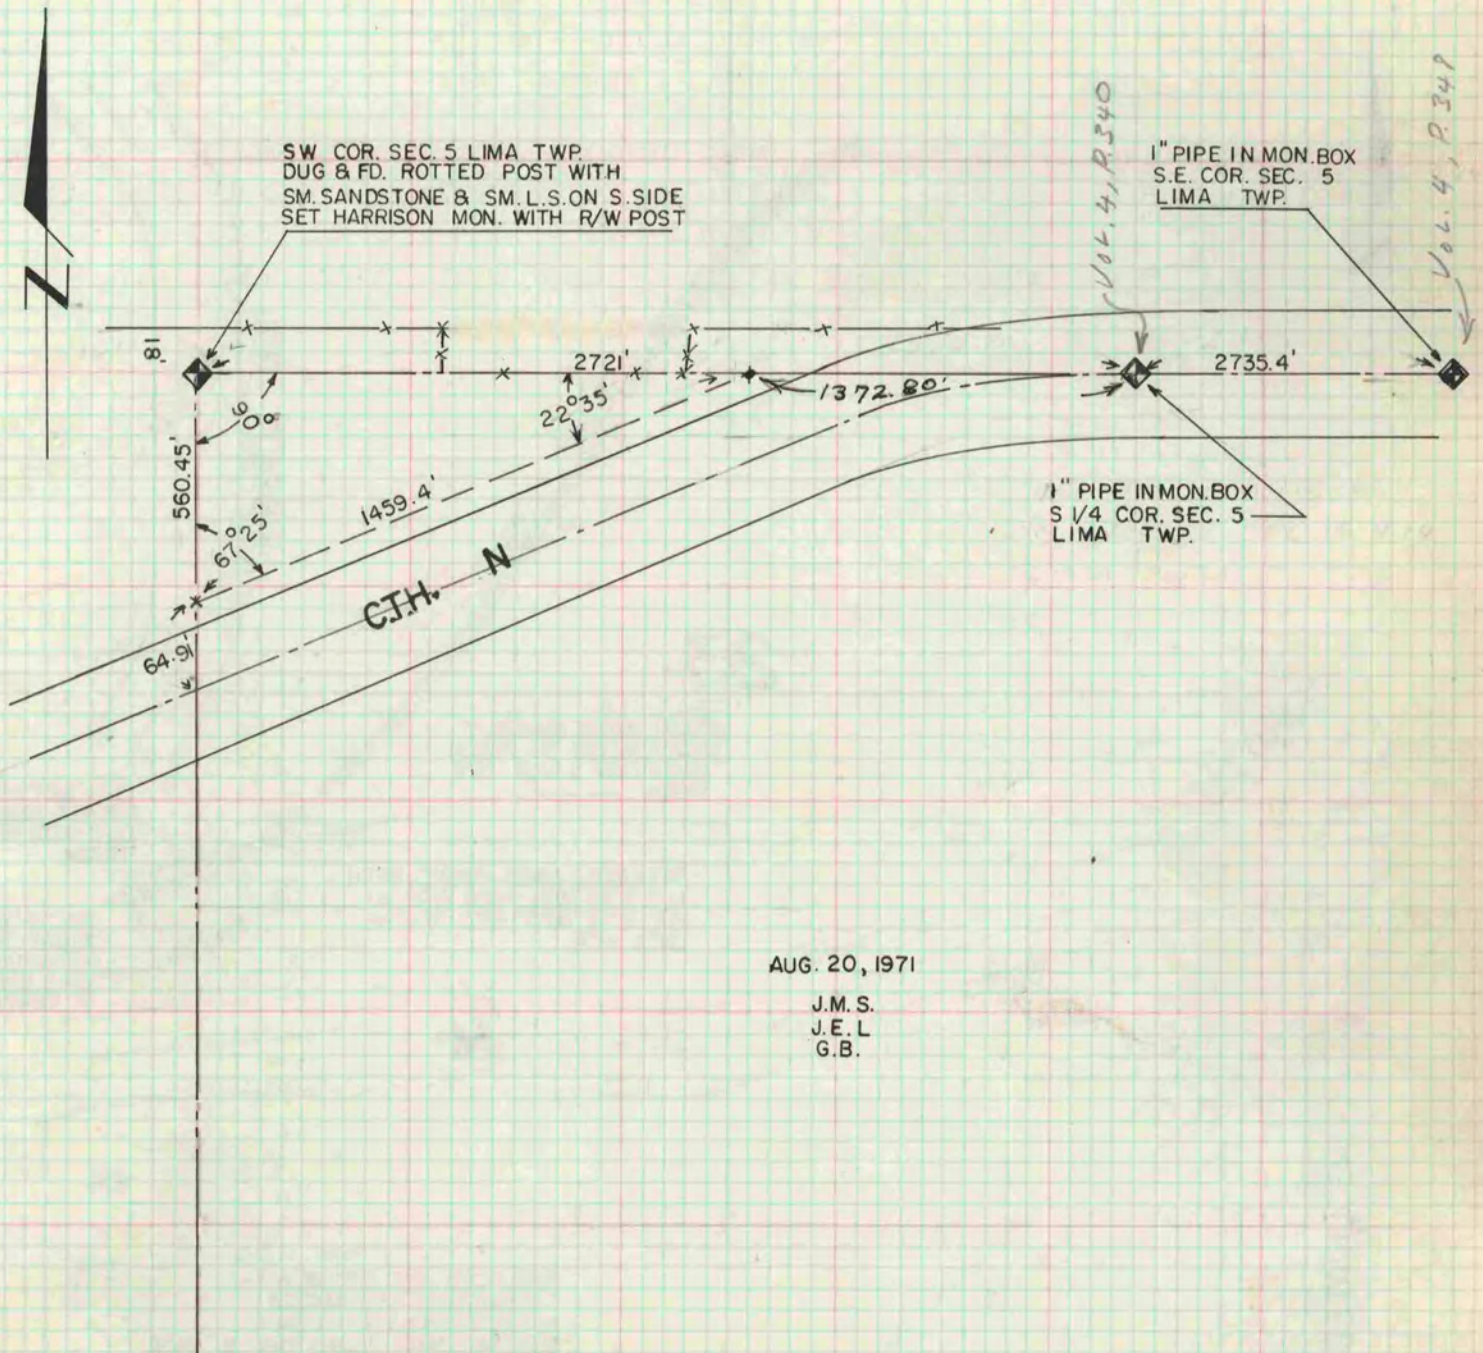 VOL. 4, P. 340
VOL. 4, P. 349
SW COR. SEC. 5 LIMA TWP.
DUG & FD. ROTTED POST WITH
SM. SANDSTONE & SM. L.S. ON S. SIDE
SET HARRISON MON. WITH R/W POST
1" PIPE IN MON. BOX
S.E. COR. SEC. 5
LIMA TWP.
N
18'
2721'
2735.4'
1372.80'
90°
22°35'
560.45'
1459.4'
67°25'
1" PIPE IN MON. BOX
S 1/4 COR. SEC. 5
LIMA TWP.
C.T.H. N
64.91'
AUG. 20, 1971
J.M.S.
J.E.L
G.B.